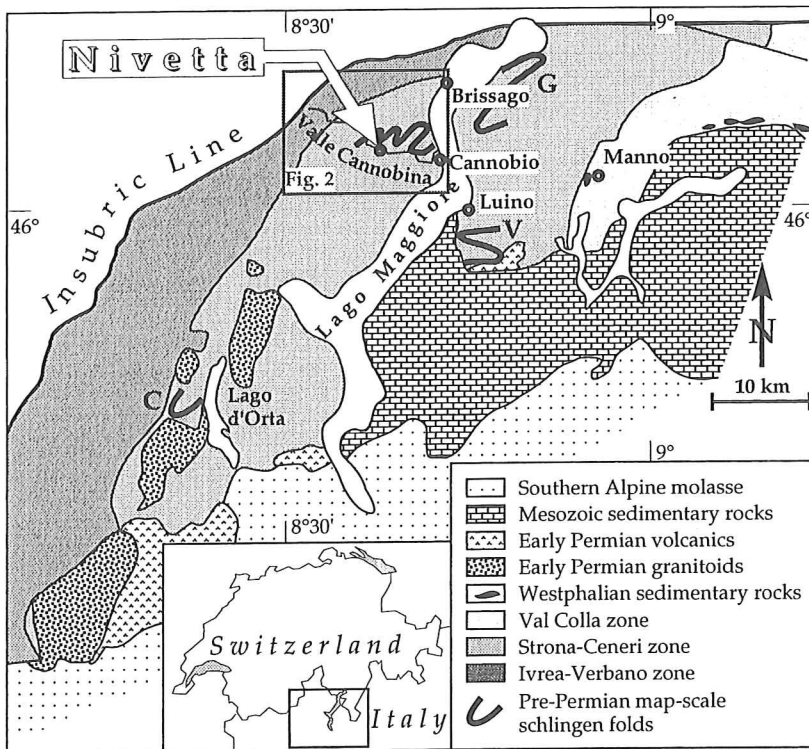 8°30'
9°
Nivetta
G
Brissago
Valle Cannobina
Cannobio
Manno
Fig. 2
Luino
46°
46°
V
Insubric Line
Lago Maggiore
N
C
Lago
d'Orta
10 km
9°
8°30'
Southern Alpine molasse
Mesozoic sedimentary rocks
Early Permian volcanics
Early Permian granitoids
Westphalian sedimentary rocks
Val Colla zone
Strona-Ceneri zone
Ivrea-Verbano zone
Pre-Permian map-scale
schlingen folds
Switzerland
Italy